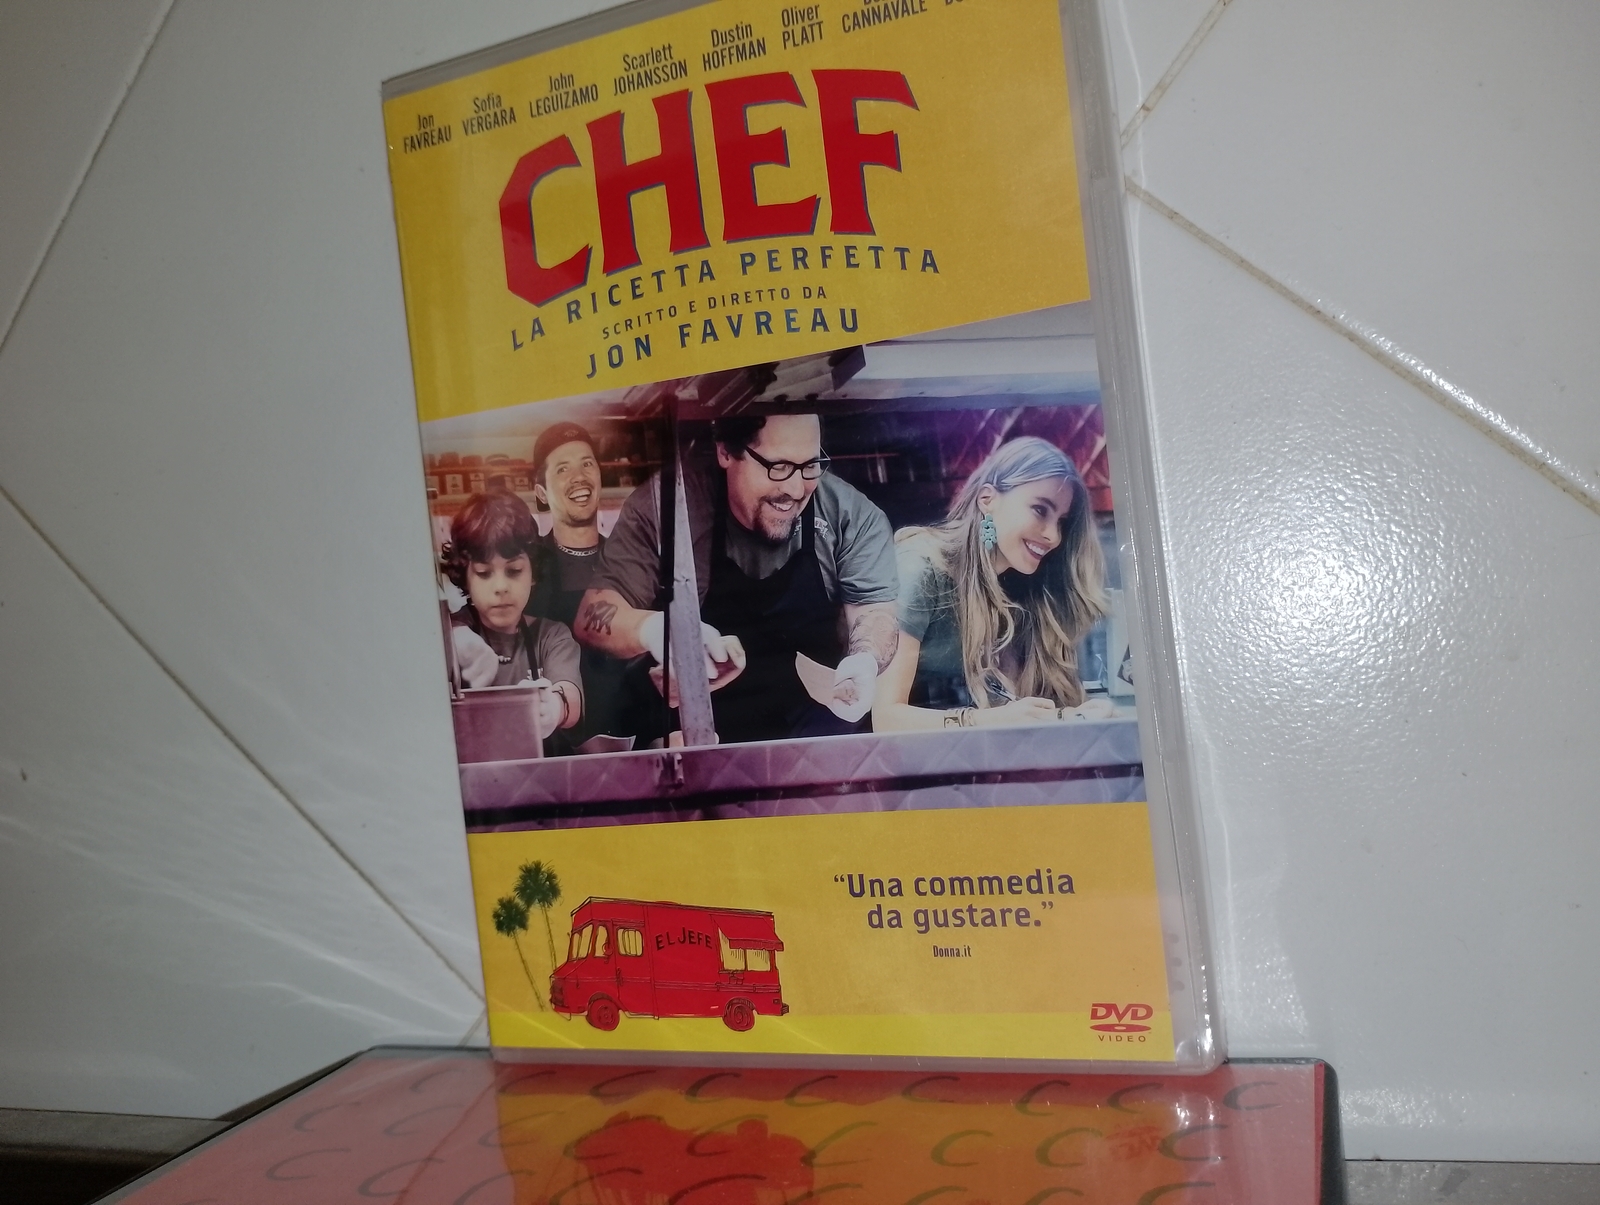 Jon FAVREAU
Sofia VERGARA
John LEGUIZAMO
Scarlett JOHANSSON
Dustin HOFFMAN
Oliver PLATT
CANNAVALE
CHEF
LA RICETTA PERFETTA
SCRITTO E DIRETTO DA
JON FAVREAU
EL JEFE
“Una commedia
da gustare.”
Donna.it
DVD
VIDEO